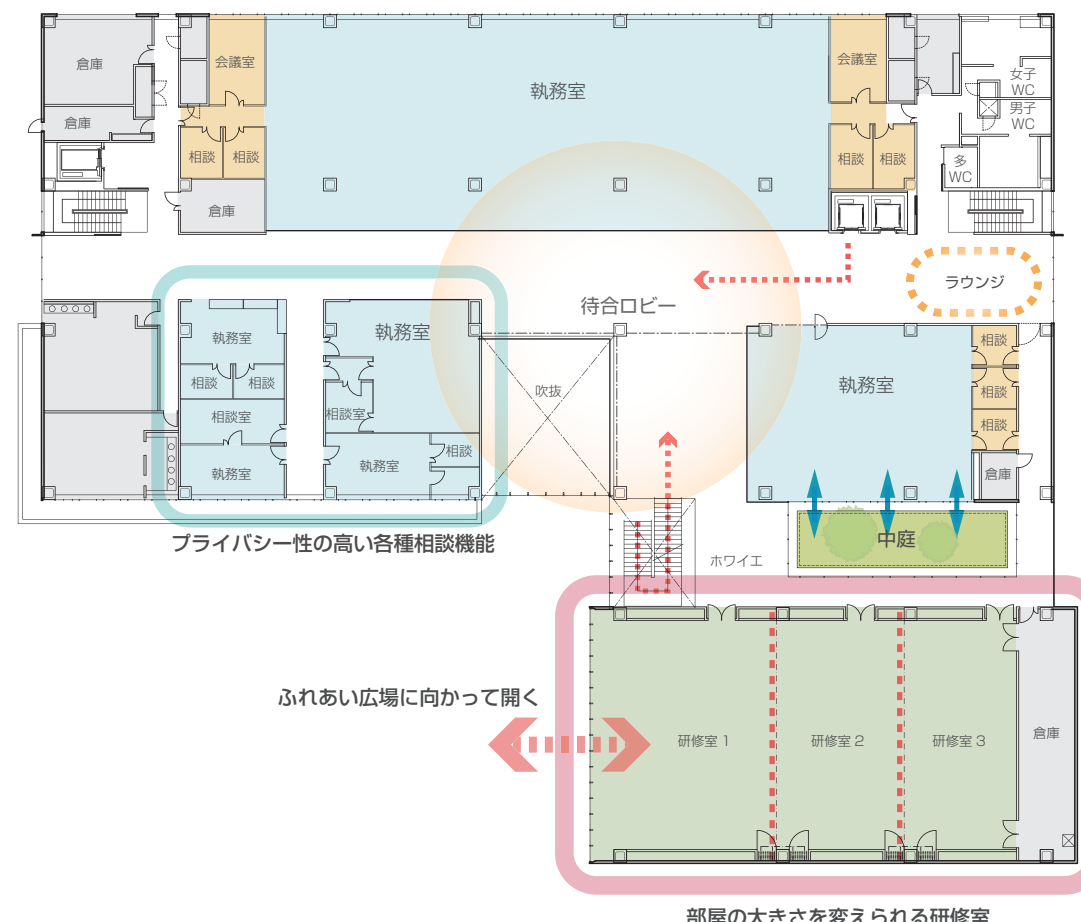 倉庫
会議室
執務室
会議室
女子
WC
男子
WC
倉庫
相談
相談
相談
相談
多
WC
倉庫
ラウンジ
待合ロビー
執務室
執務室
相談
相談
相談
吹抜
執務室
相談
相談室
相談室
相談
執務室
執務室
相談
倉庫
プライバシー性の高い各種相談機能
中庭
ホワイエ
ふれあい広場に向かって開く
研修室 1
研修室 2
研修室 3
倉庫
部屋の大きさを変えられる研修室